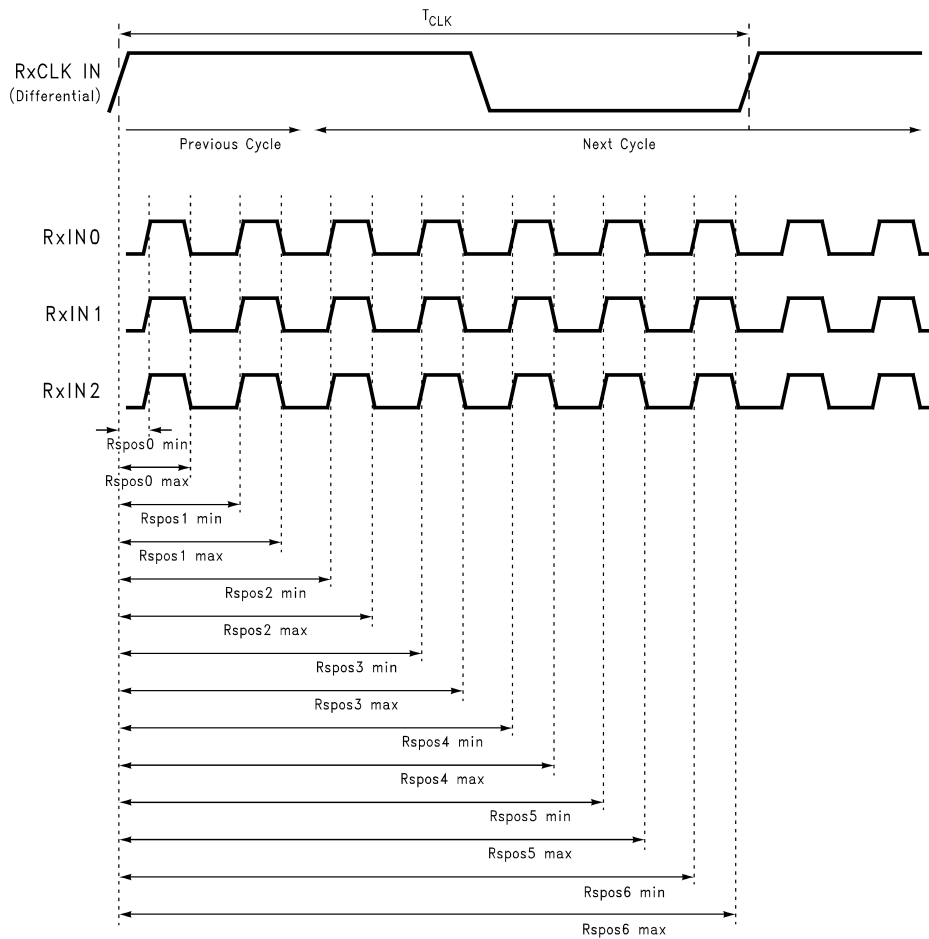 T_CLK
RxCLK IN
(Differential)
Previous Cycle
Next Cycle
RxIN0
RxIN1
RxIN2
Rspos0 min
Rspos0 max
Rspos1 min
Rspos1 max
Rspos2 min
Rspos2 max
Rspos3 min
Rspos3 max
Rspos4 min
Rspos4 max
Rspos5 min
Rspos5 max
Rspos6 min
Rspos6 max